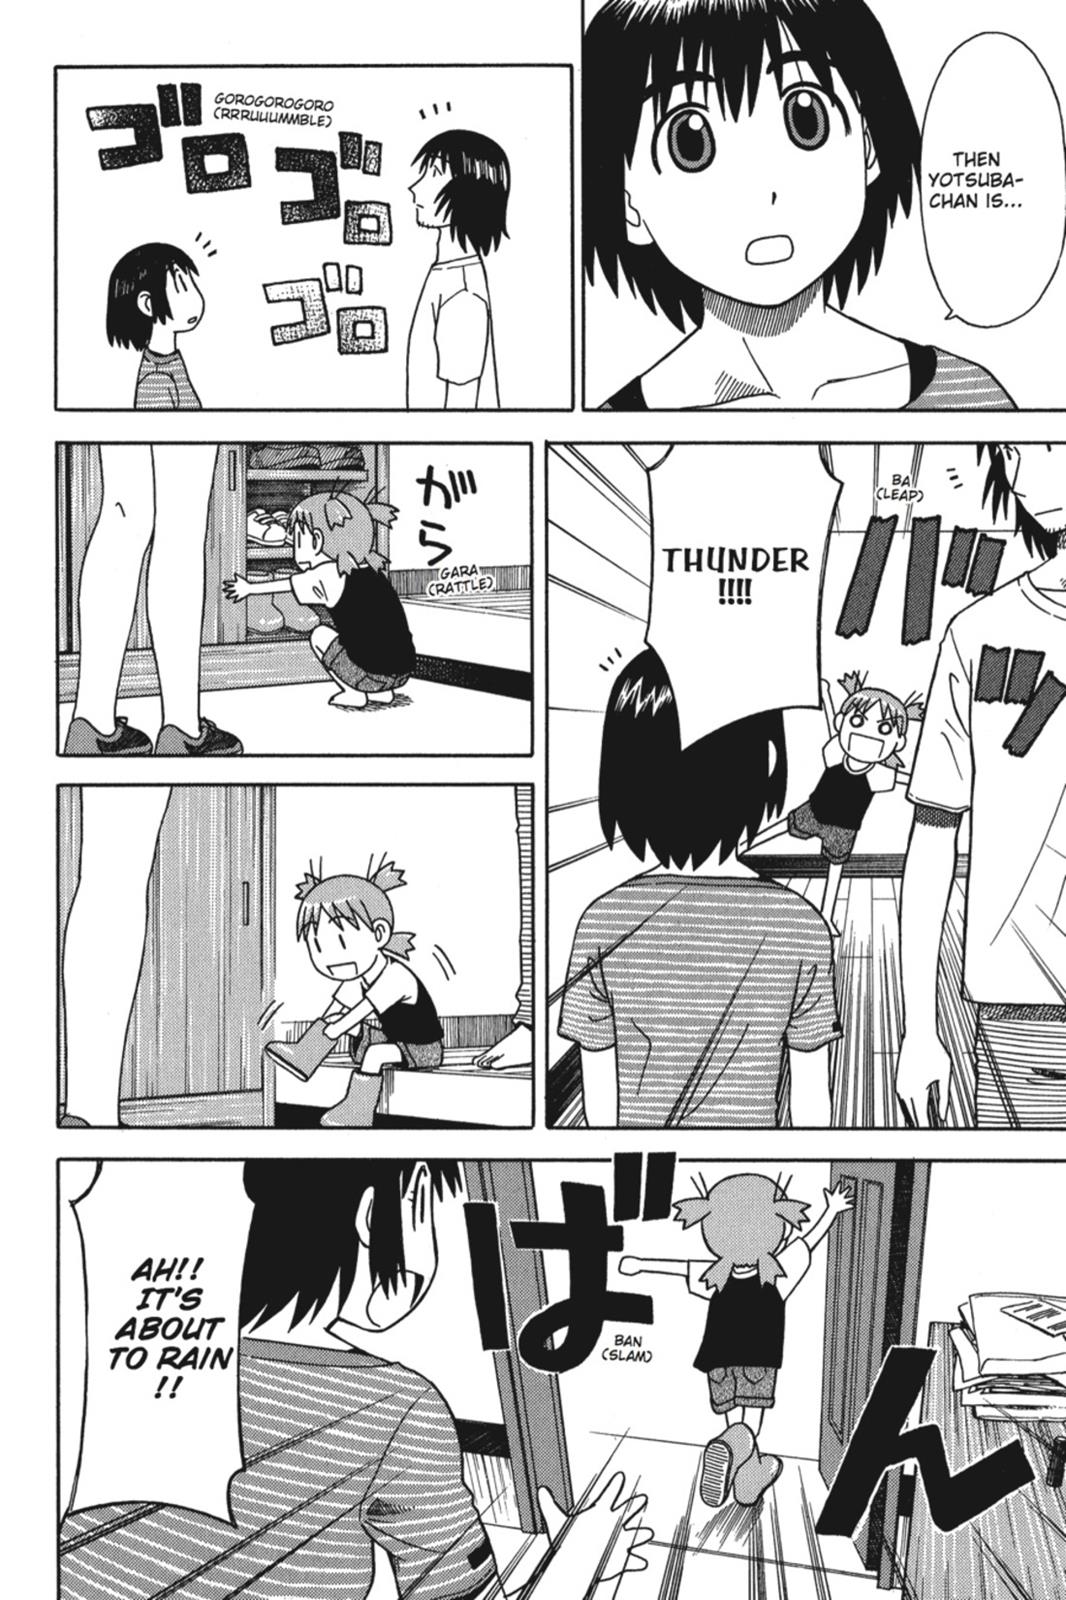 THEN
YOTSUBA-
CHAN IS...
GOROGOROGORO
(RRRUUUMMBLE)
ゴロ
ゴロ
ゴロ
BA
(LEAP)
バッ
THUNDER
!!!!
がら
GARA
(RATTLE)
ばん
BAN
(SLAM)
AH!!
IT'S
ABOUT
TO RAIN
!!